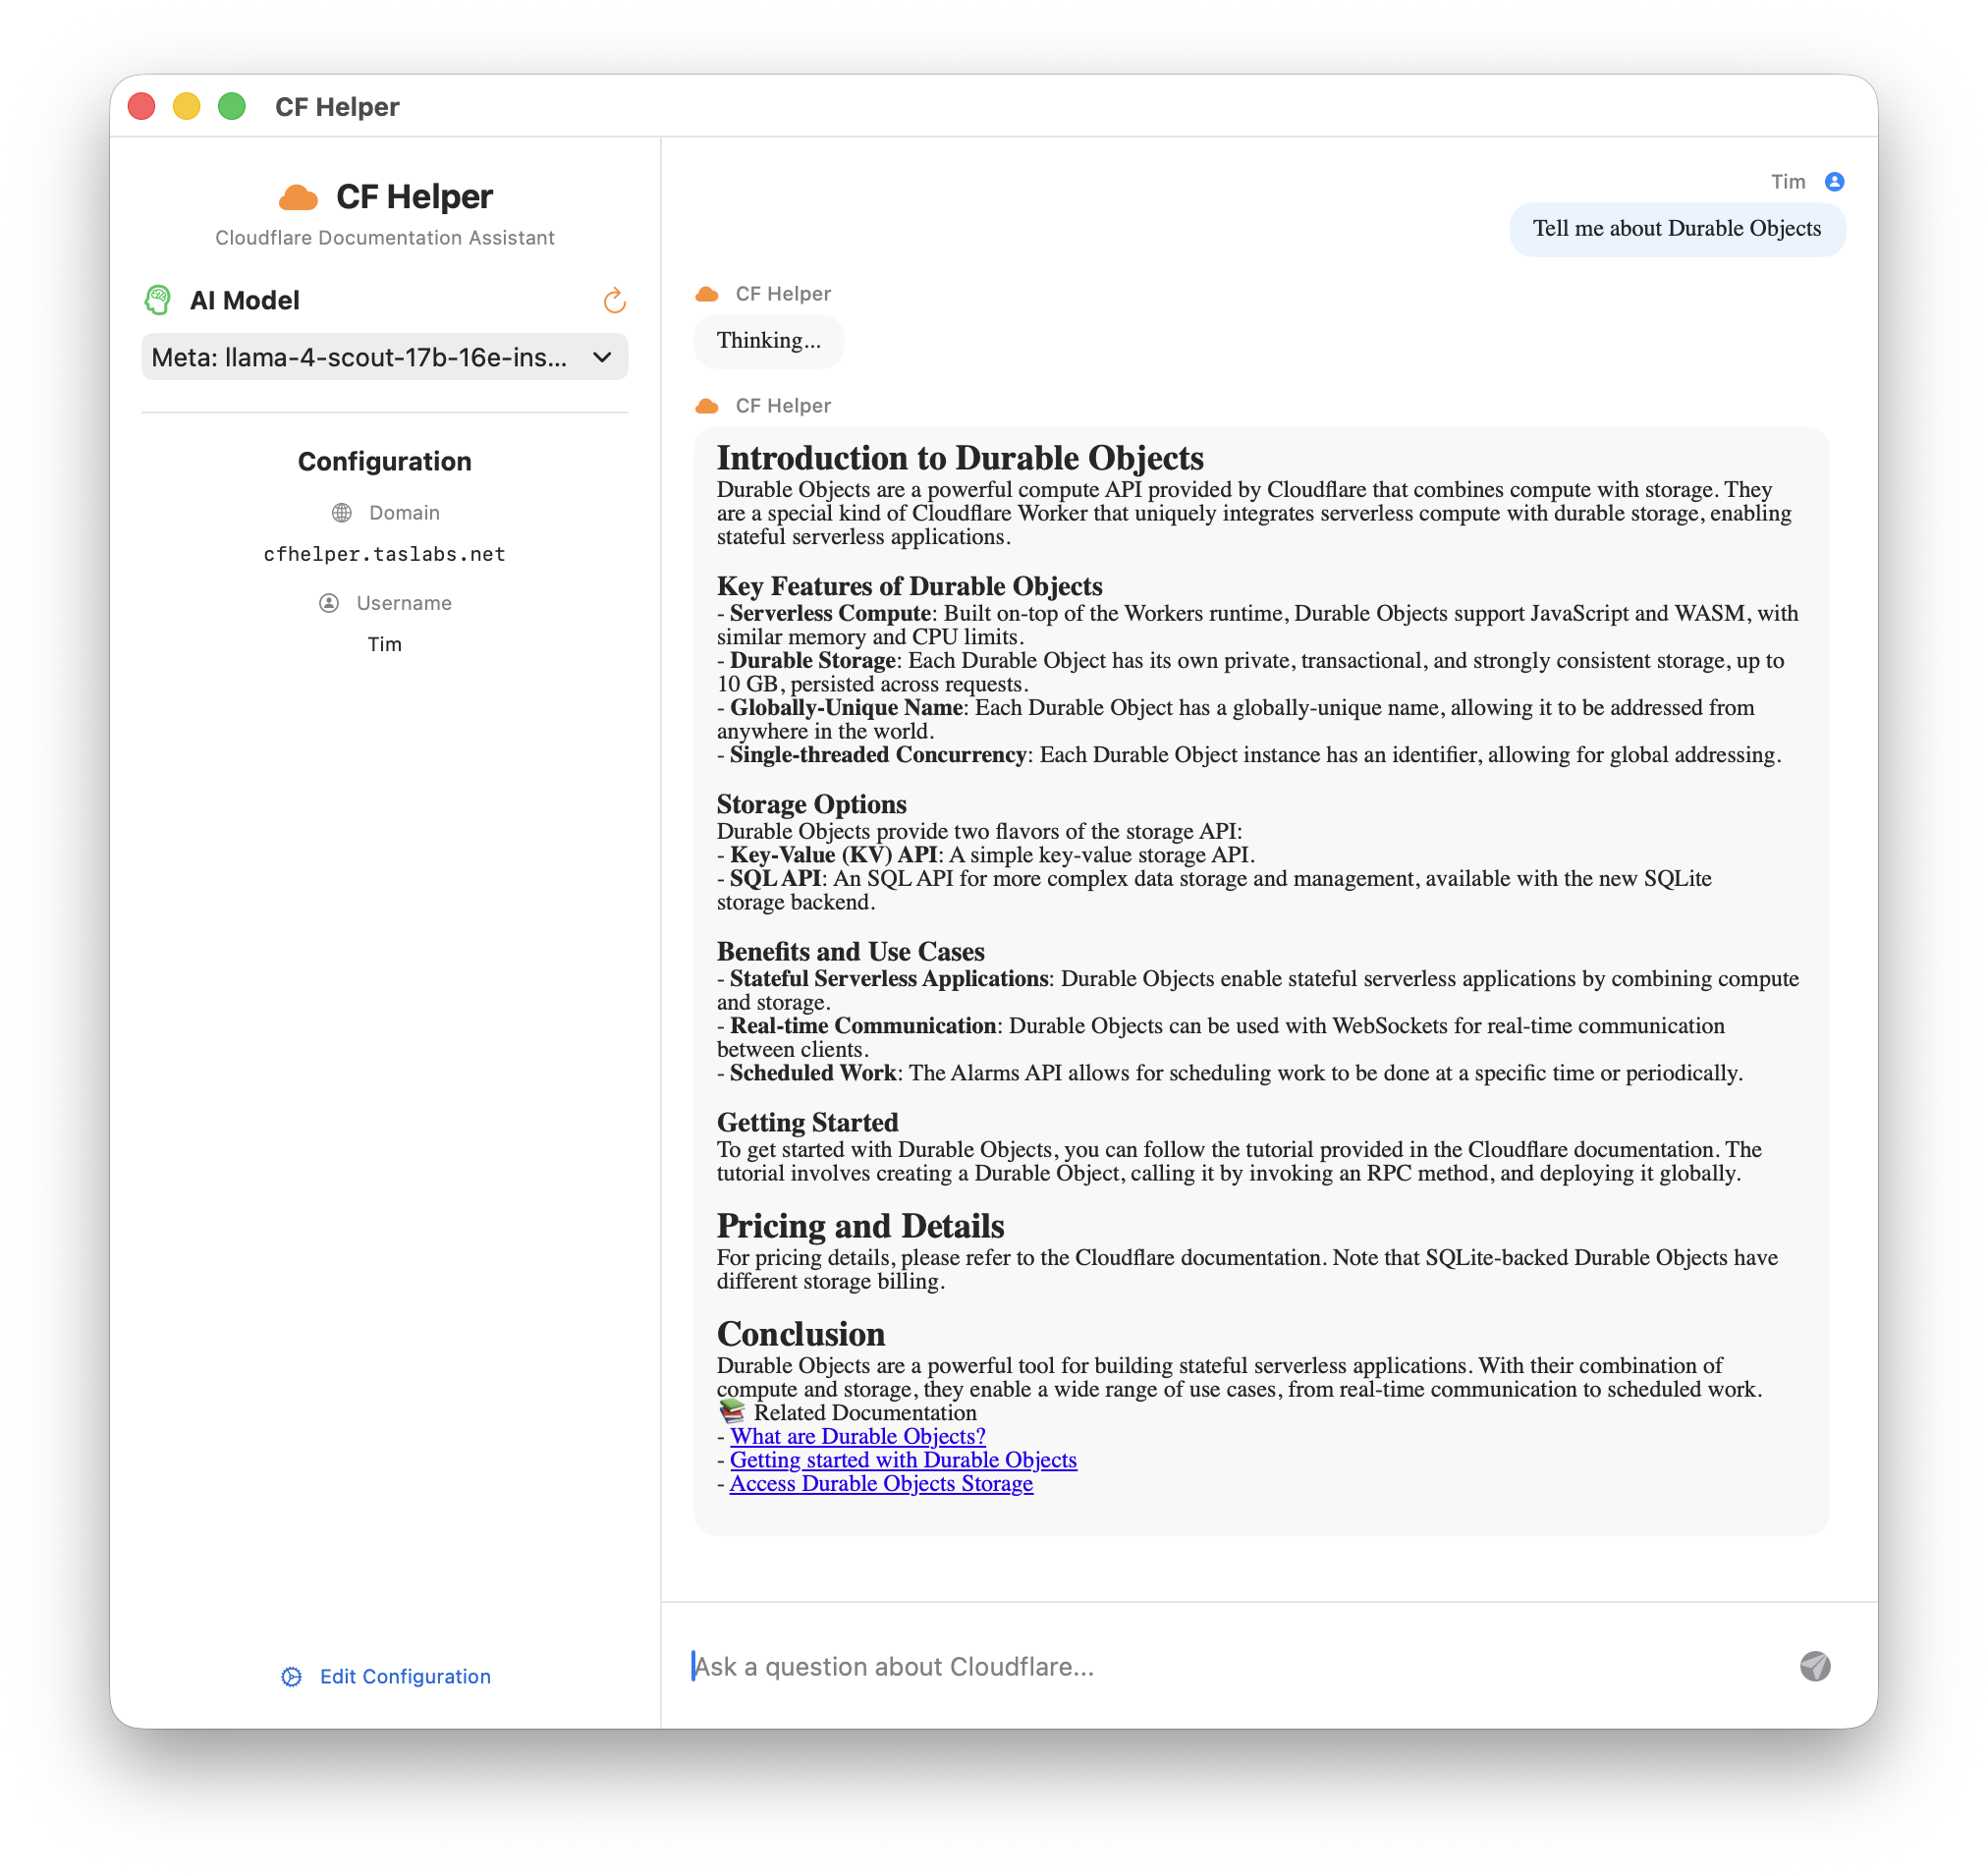 CF Helper
CF Helper
Cloudflare Documentation Assistant
AI Model
Meta: llama-4-scout-17b-16e-ins...
Configuration
Domain
cfhelper.taslabs.net
Username
Tim
Edit Configuration
Tim
Tell me about Durable Objects
CF Helper
Thinking...
CF Helper
Introduction to Durable Objects
Durable Objects are a powerful compute API provided by Cloudflare that combines compute with storage. They
are a special kind of Cloudflare Worker that uniquely integrates serverless compute with durable storage, enabling
stateful serverless applications.
Key Features of Durable Objects
- Serverless Compute: Built on-top of the Workers runtime, Durable Objects support JavaScript and WASM, with
similar memory and CPU limits.
- Durable Storage: Each Durable Object has its own private, transactional, and strongly consistent storage, up to
10 GB, persisted across requests.
- Globally-Unique Name: Each Durable Object has a globally-unique name, allowing it to be addressed from
anywhere in the world.
- Single-threaded Concurrency: Each Durable Object instance has an identifier, allowing for global addressing.
Storage Options
Durable Objects provide two flavors of the storage API:
- Key-Value (KV) API: A simple key-value storage API.
- SQL API: An SQL API for more complex data storage and management, available with the new SQLite
storage backend.
Benefits and Use Cases
- Stateful Serverless Applications: Durable Objects enable stateful serverless applications by combining compute
and storage.
- Real-time Communication: Durable Objects can be used with WebSockets for real-time communication
between clients.
- Scheduled Work: The Alarms API allows for scheduling work to be done at a specific time or periodically.
Getting Started
To get started with Durable Objects, you can follow the tutorial provided in the Cloudflare documentation. The
tutorial involves creating a Durable Object, calling it by invoking an RPC method, and deploying it globally.
Pricing and Details
For pricing details, please refer to the Cloudflare documentation. Note that SQLite-backed Durable Objects have
different storage billing.
Conclusion
Durable Objects are a powerful tool for building stateful serverless applications. With their combination of
compute and storage, they enable a wide range of use cases, from real-time communication to scheduled work.
📚 Related Documentation
- What are Durable Objects?
- Getting started with Durable Objects
- Access Durable Objects Storage
Ask a question about Cloudflare...